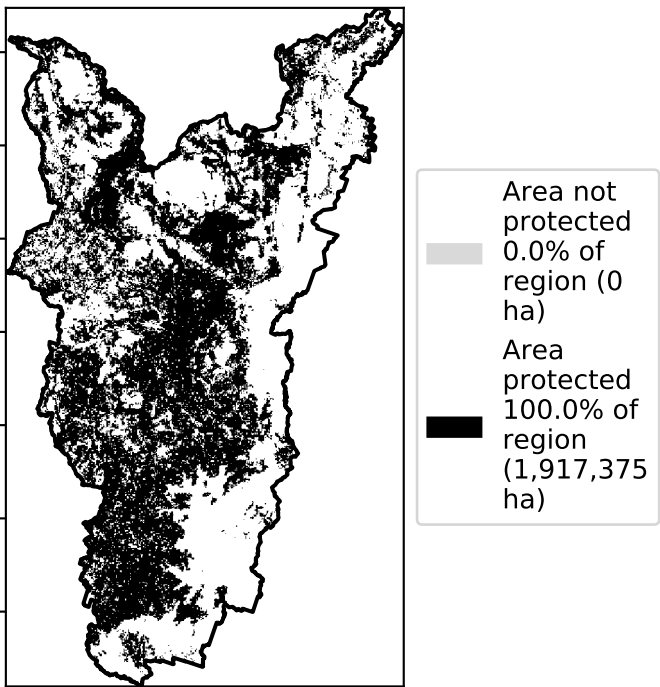 Area not
protected
0.0% of
region (0
ha)
Area
protected
100.0% of
region
(1,917,375
ha)